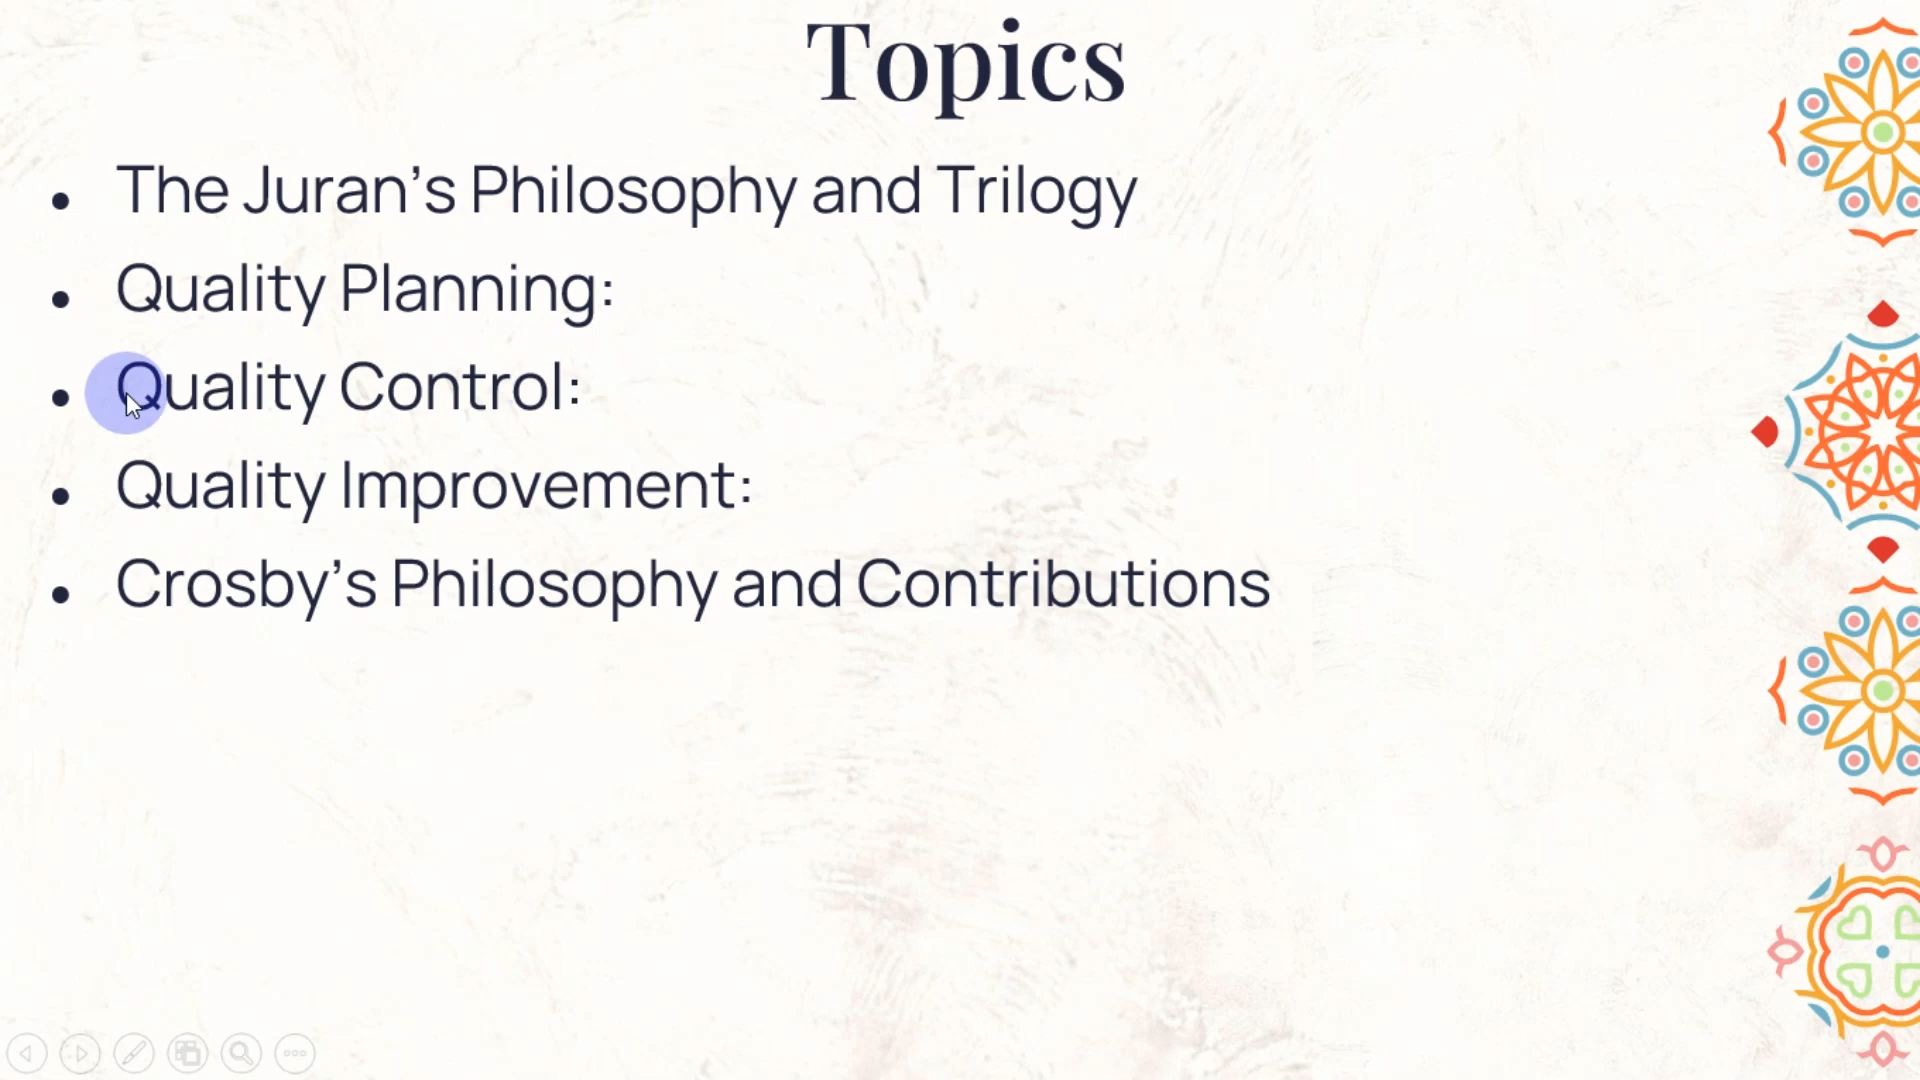 Topics
• The Juran's Philosophy and Trilogy
• Quality Planning:
• Quality Control:
• Quality Improvement:
• Crosby's Philosophy and Contributions